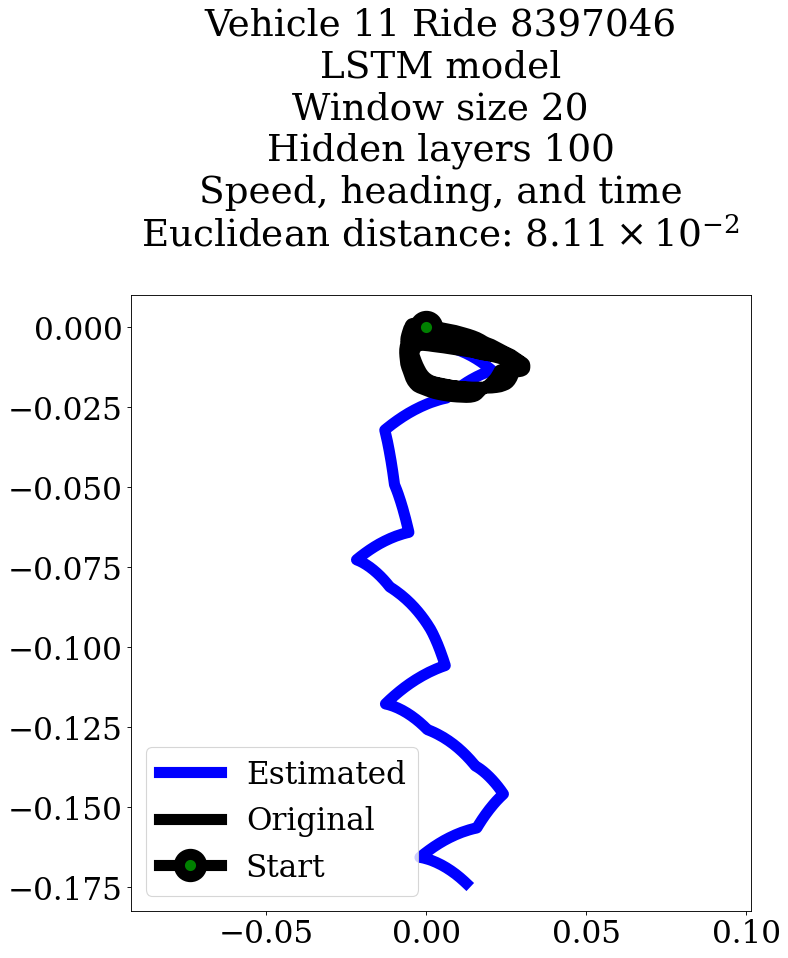 Vehicle 11 Ride 8397046
LSTM model
Window size 20
Hidden layers 100
Speed, heading, and time
Euclidean distance: 8.11 × 10⁻²
0.000
−0.025
−0.050
−0.075
−0.100
−0.125
−0.150
−0.175
Estimated
Original
Start
−0.05 0.00 0.05 0.10